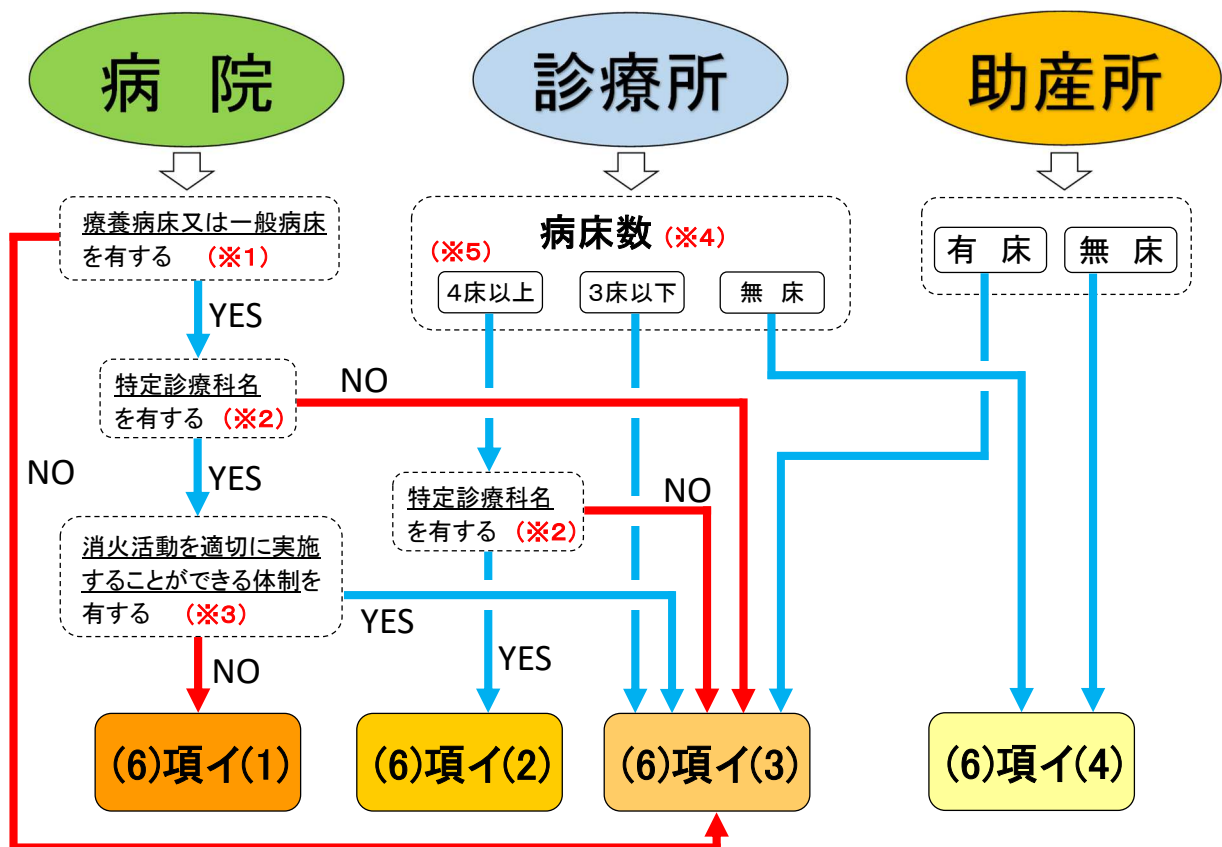 病 院
診療所
助産所
療養病床又は一般病床
を有する (※1)
病床数 (※4)
(※5)
4床以上
3床以下
無 床
有 床
無 床
YES
特定診療科名
を有する (※2)
NO
NO
YES
特定診療科名
を有する (※2)
NO
消火活動を適切に実施
することができる体制を
有する (※3)
YES
NO
YES
(6)項イ(1)
(6)項イ(2)
(6)項イ(3)
(6)項イ(4)